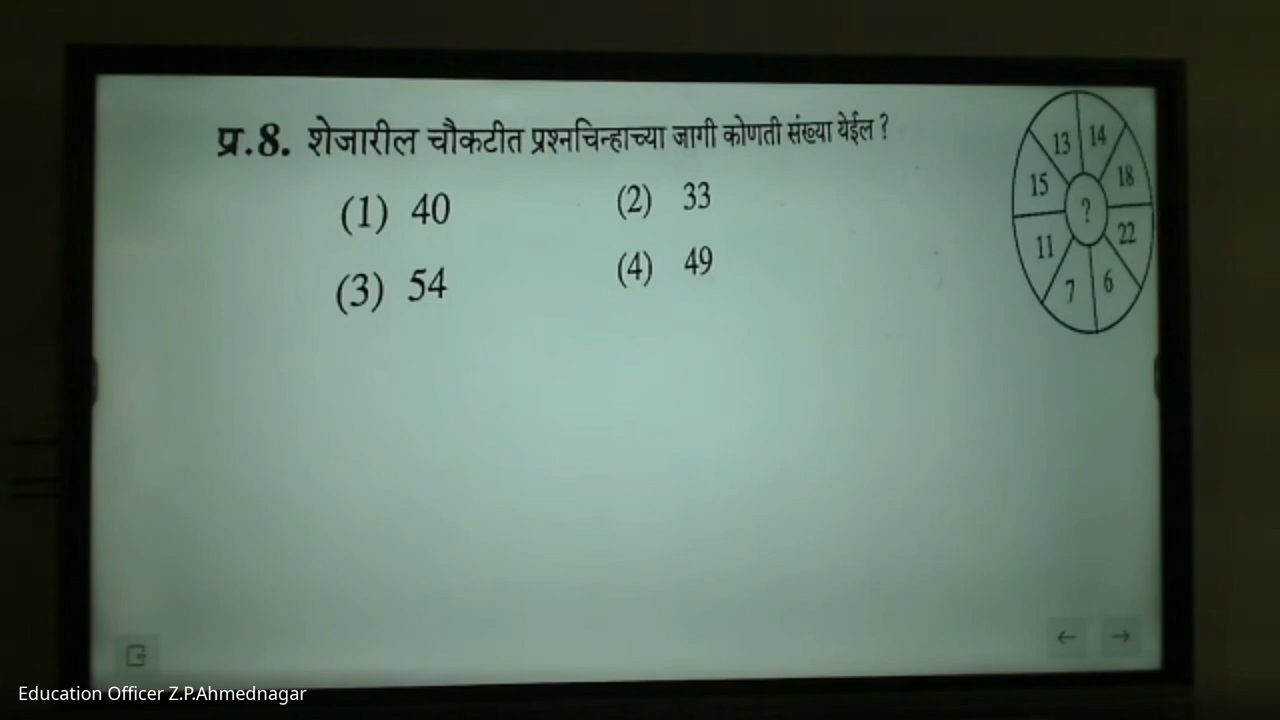 प्र.8. शेजारील चौकटीत प्रश्नचिन्हाच्या जागी कोणती संख्या येईल ?
(1) 40 (2) 33
(3) 54 (4) 49
13 14
15 18
?
11 22
7 6
Education Officer Z.P.Ahmednagar